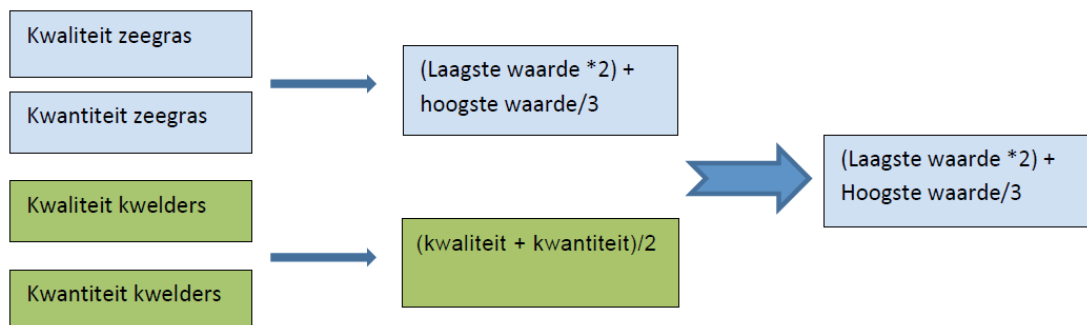 Kwaliteit zeegras
Kwantiteit zeegras
Kwaliteit kwelders
Kwantiteit kwelders
(Laagste waarde *2) +
hoogste waarde/3
(kwaliteit + kwantiteit)/2
(Laagste waarde *2) +
Hoogste waarde/3